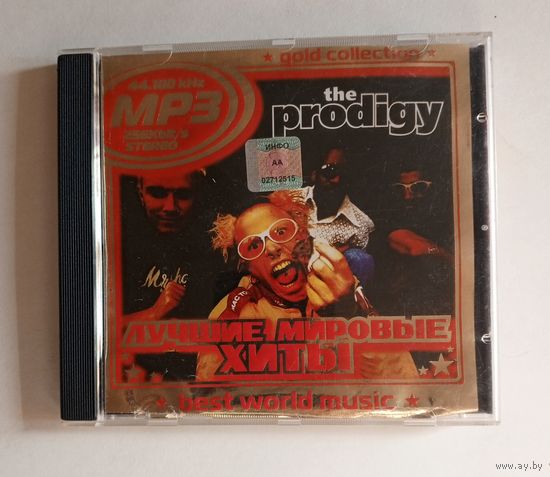 ★ gold collection ★
44.100 kHz
MP3
256Kbit/s
STEREO
the
prodigy
ИНФО
АА
02712515
ЛУЧШИЕ МИРОВЫЕ
ХИТЫ
★ best world music ★
www.ay.by